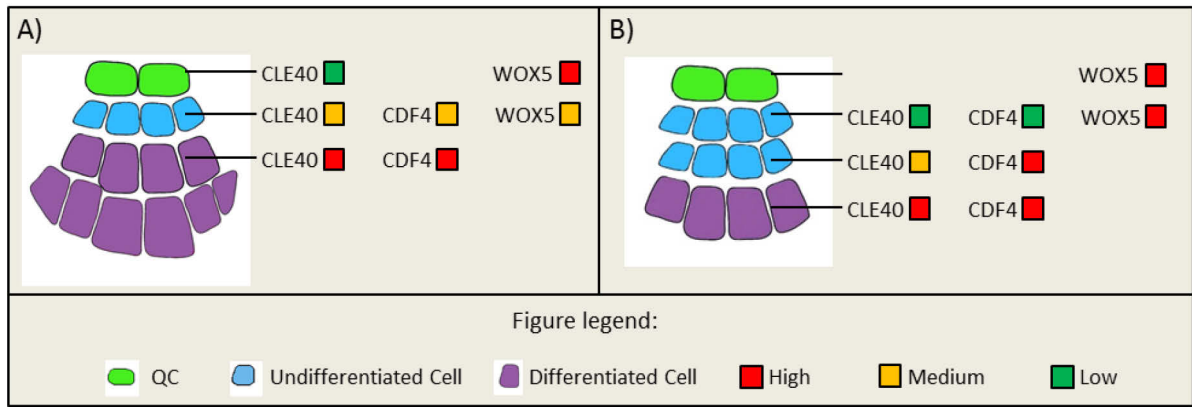 A)
CLE40 WOX5
CLE40 CDF4 WOX5
CLE40 CDF4
B)
WOX5
CLE40 CDF4 WOX5
CLE40 CDF4
CLE40 CDF4
Figure legend:
QC Undifferentiated Cell Differentiated Cell High Medium Low